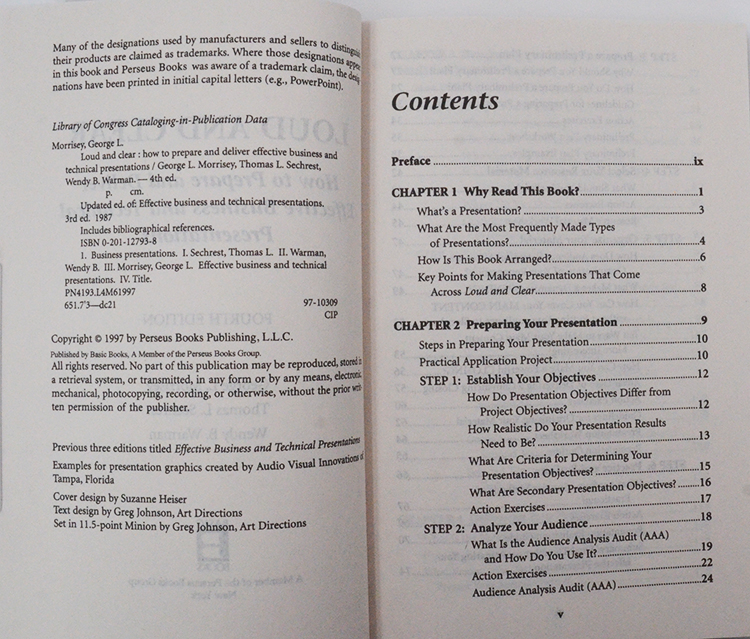 Many of the designations used by manufacturers and sellers to distinguish
their products are claimed as trademarks. Where those designations appear
in this book and Perseus Books was aware of a trademark claim, the desig-
nations have been printed in initial capital letters (e.g., PowerPoint).
Library of Congress Cataloging-in-Publication Data
Morrisey, George L.
Loud and clear : how to prepare and deliver effective business and
technical presentations / George L. Morrisey, Thomas L. Sechrest,
Wendy B. Warman. — 4th ed.
p. cm.
Updated ed. of: Effective business and technical presentations.
3rd ed. 1987
Includes bibliographical references.
ISBN 0-201-12793-8
1. Business presentations. I. Sechrest, Thomas L. II. Warman,
Wendy B. III. Morrisey, George L. Effective business and technical
presentations. IV. Title.
PN4193.L4M61997
651.7'3—dc21 97-10309
CIP
Copyright © 1997 by Perseus Books Publishing, L.L.C.
Published by Basic Books, A Member of the Perseus Books Group.
All rights reserved. No part of this publication may be reproduced, stored in
a retrieval system, or transmitted, in any form or by any means, electronic,
mechanical, photocopying, recording, or otherwise, without the prior writ-
ten permission of the publisher.
Previous three editions titled Effective Business and Technical Presentations
Examples for presentation graphics created by Audio Visual Innovations of
Tampa, Florida
Cover design by Suzanne Heiser
Text design by Greg Johnson, Art Directions
Set in 11.5-point Minion by Greg Johnson, Art Directions
Contents
Preface ix
CHAPTER 1 Why Read This Book? 1
What's a Presentation? 3
What Are the Most Frequently Made Types
of Presentations? 4
How Is This Book Arranged? 6
Key Points for Making Presentations That Come
Across Loud and Clear 8
CHAPTER 2 Preparing Your Presentation 9
Steps in Preparing Your Presentation 10
Practical Application Project 10
STEP 1: Establish Your Objectives 12
How Do Presentation Objectives Differ from
Project Objectives? 12
How Realistic Do Your Presentation Results
Need to Be? 13
What Are Criteria for Determining Your
Presentation Objectives? 15
What Are Secondary Presentation Objectives? 16
Action Exercises 17
STEP 2: Analyze Your Audience 18
What Is the Audience Analysis Audit (AAA)
and How Do You Use It? 19
Action Exercises 22
Audience Analysis Audit (AAA) 24
v